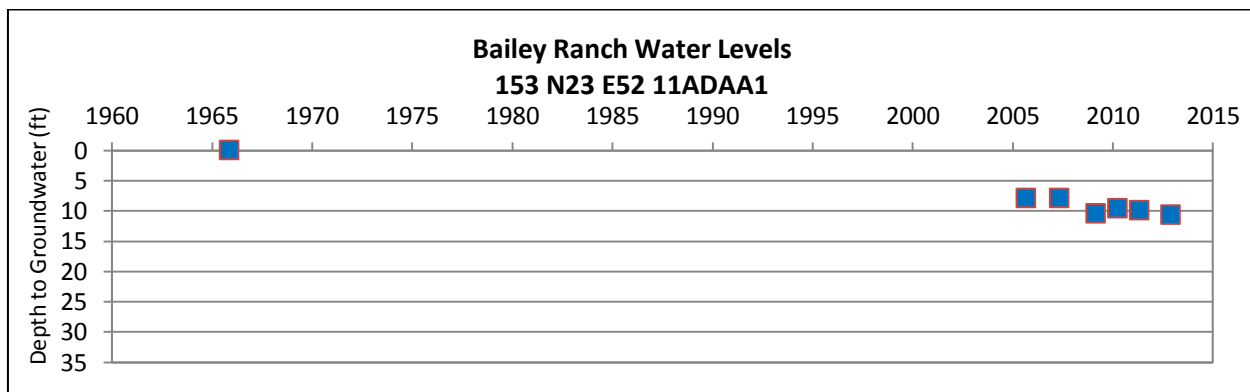 Bailey Ranch Water Levels
153 N23 E52 11ADAA1
1960 1965 1970 1975 1980 1985 1990 1995 2000 2005 2010 2015
Depth to Groundwater (ft)
0
5
10
15
20
25
30
35